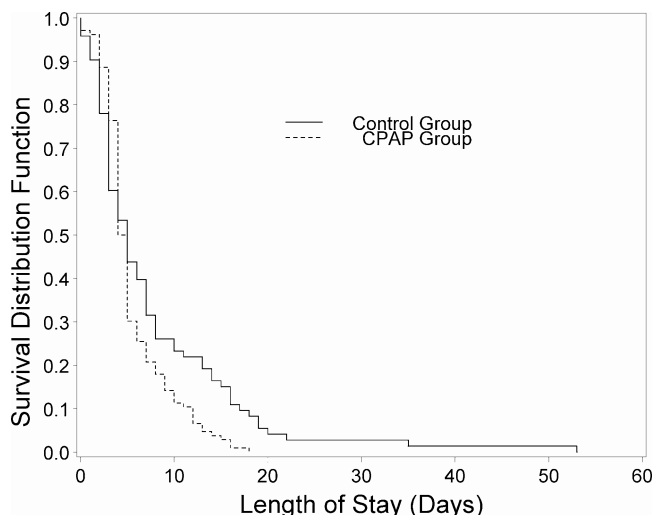 Survival Distribution Function
1.0
0.9
0.8
0.7
0.6
0.5
0.4
0.3
0.2
0.1
0.0
Control Group
CPAP Group
0 10 20 30 40 50 60
Length of Stay (Days)